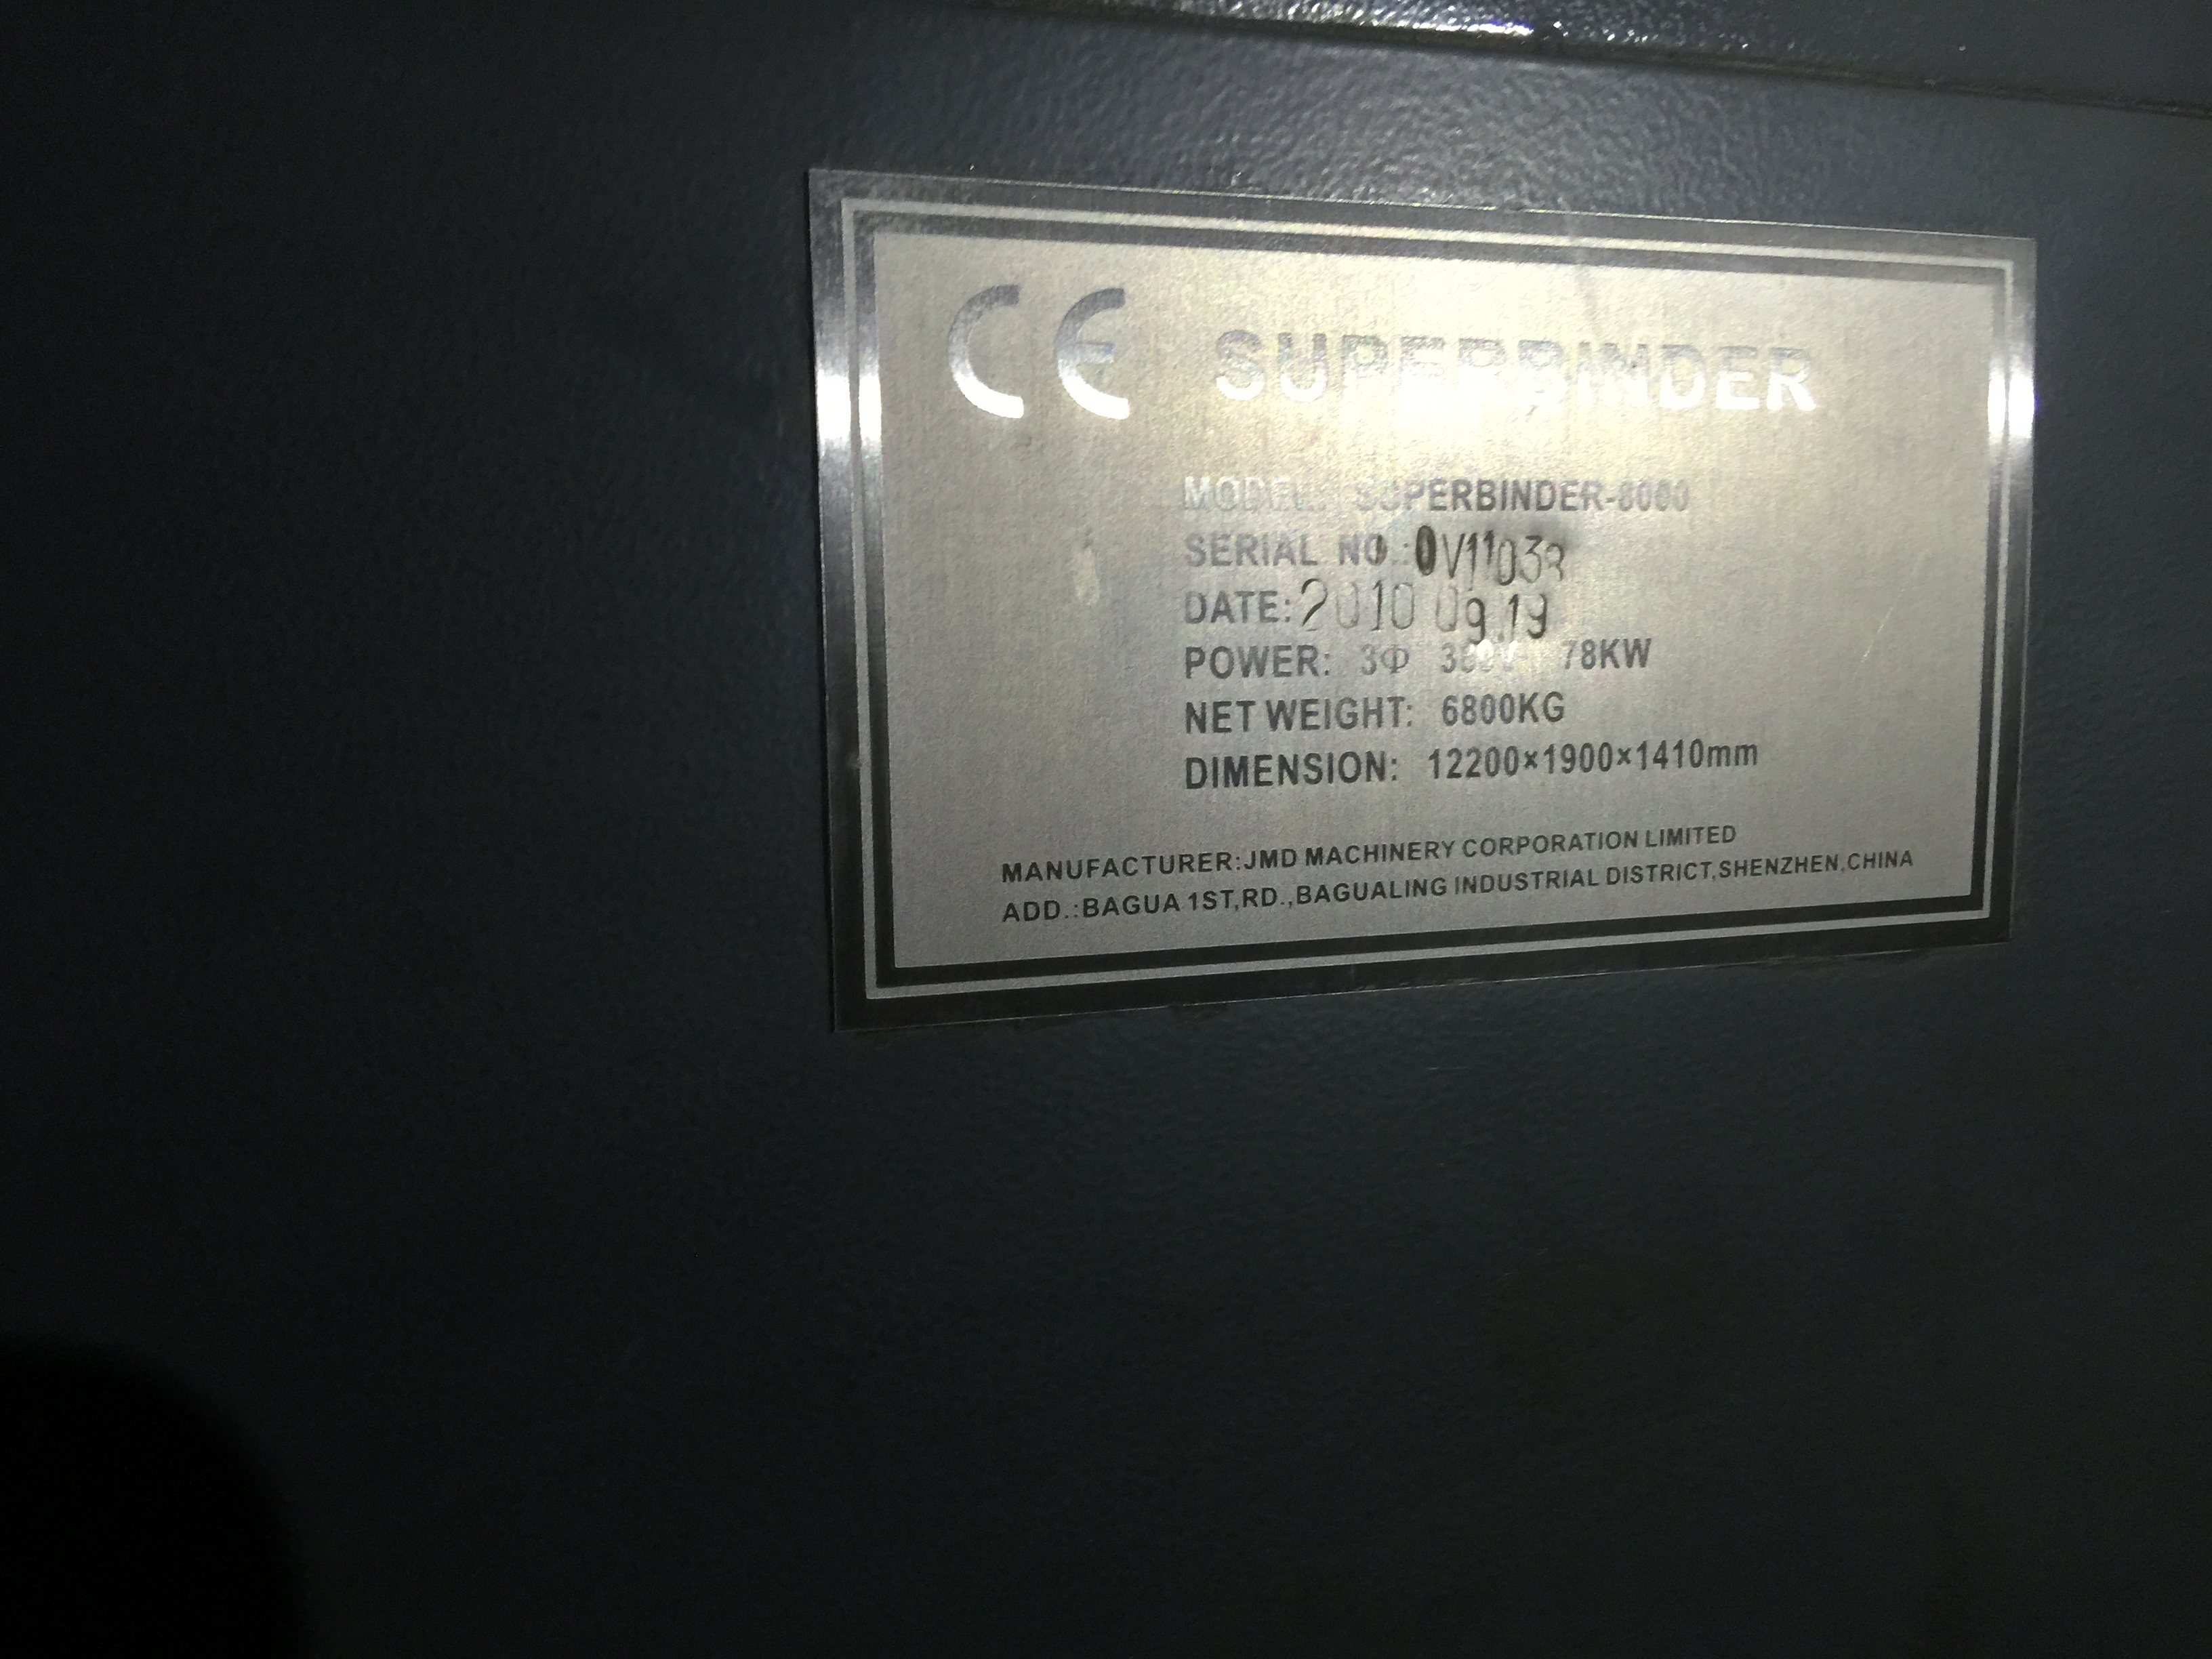 CE SUPERBINDER
MODEL: SUPERBINDER-8000
SERIAL NO.:
DATE: 2010 09.19
POWER: 3Φ 380V 78KW
NET WEIGHT: 6800KG
DIMENSION: 12200×1900×1410mm
MANUFACTURER:JMD MACHINERY CORPORATION LIMITED
ADD.:BAGUA 1ST,RD.,BAGUALING INDUSTRIAL DISTRICT,SHENZHEN,CHINA